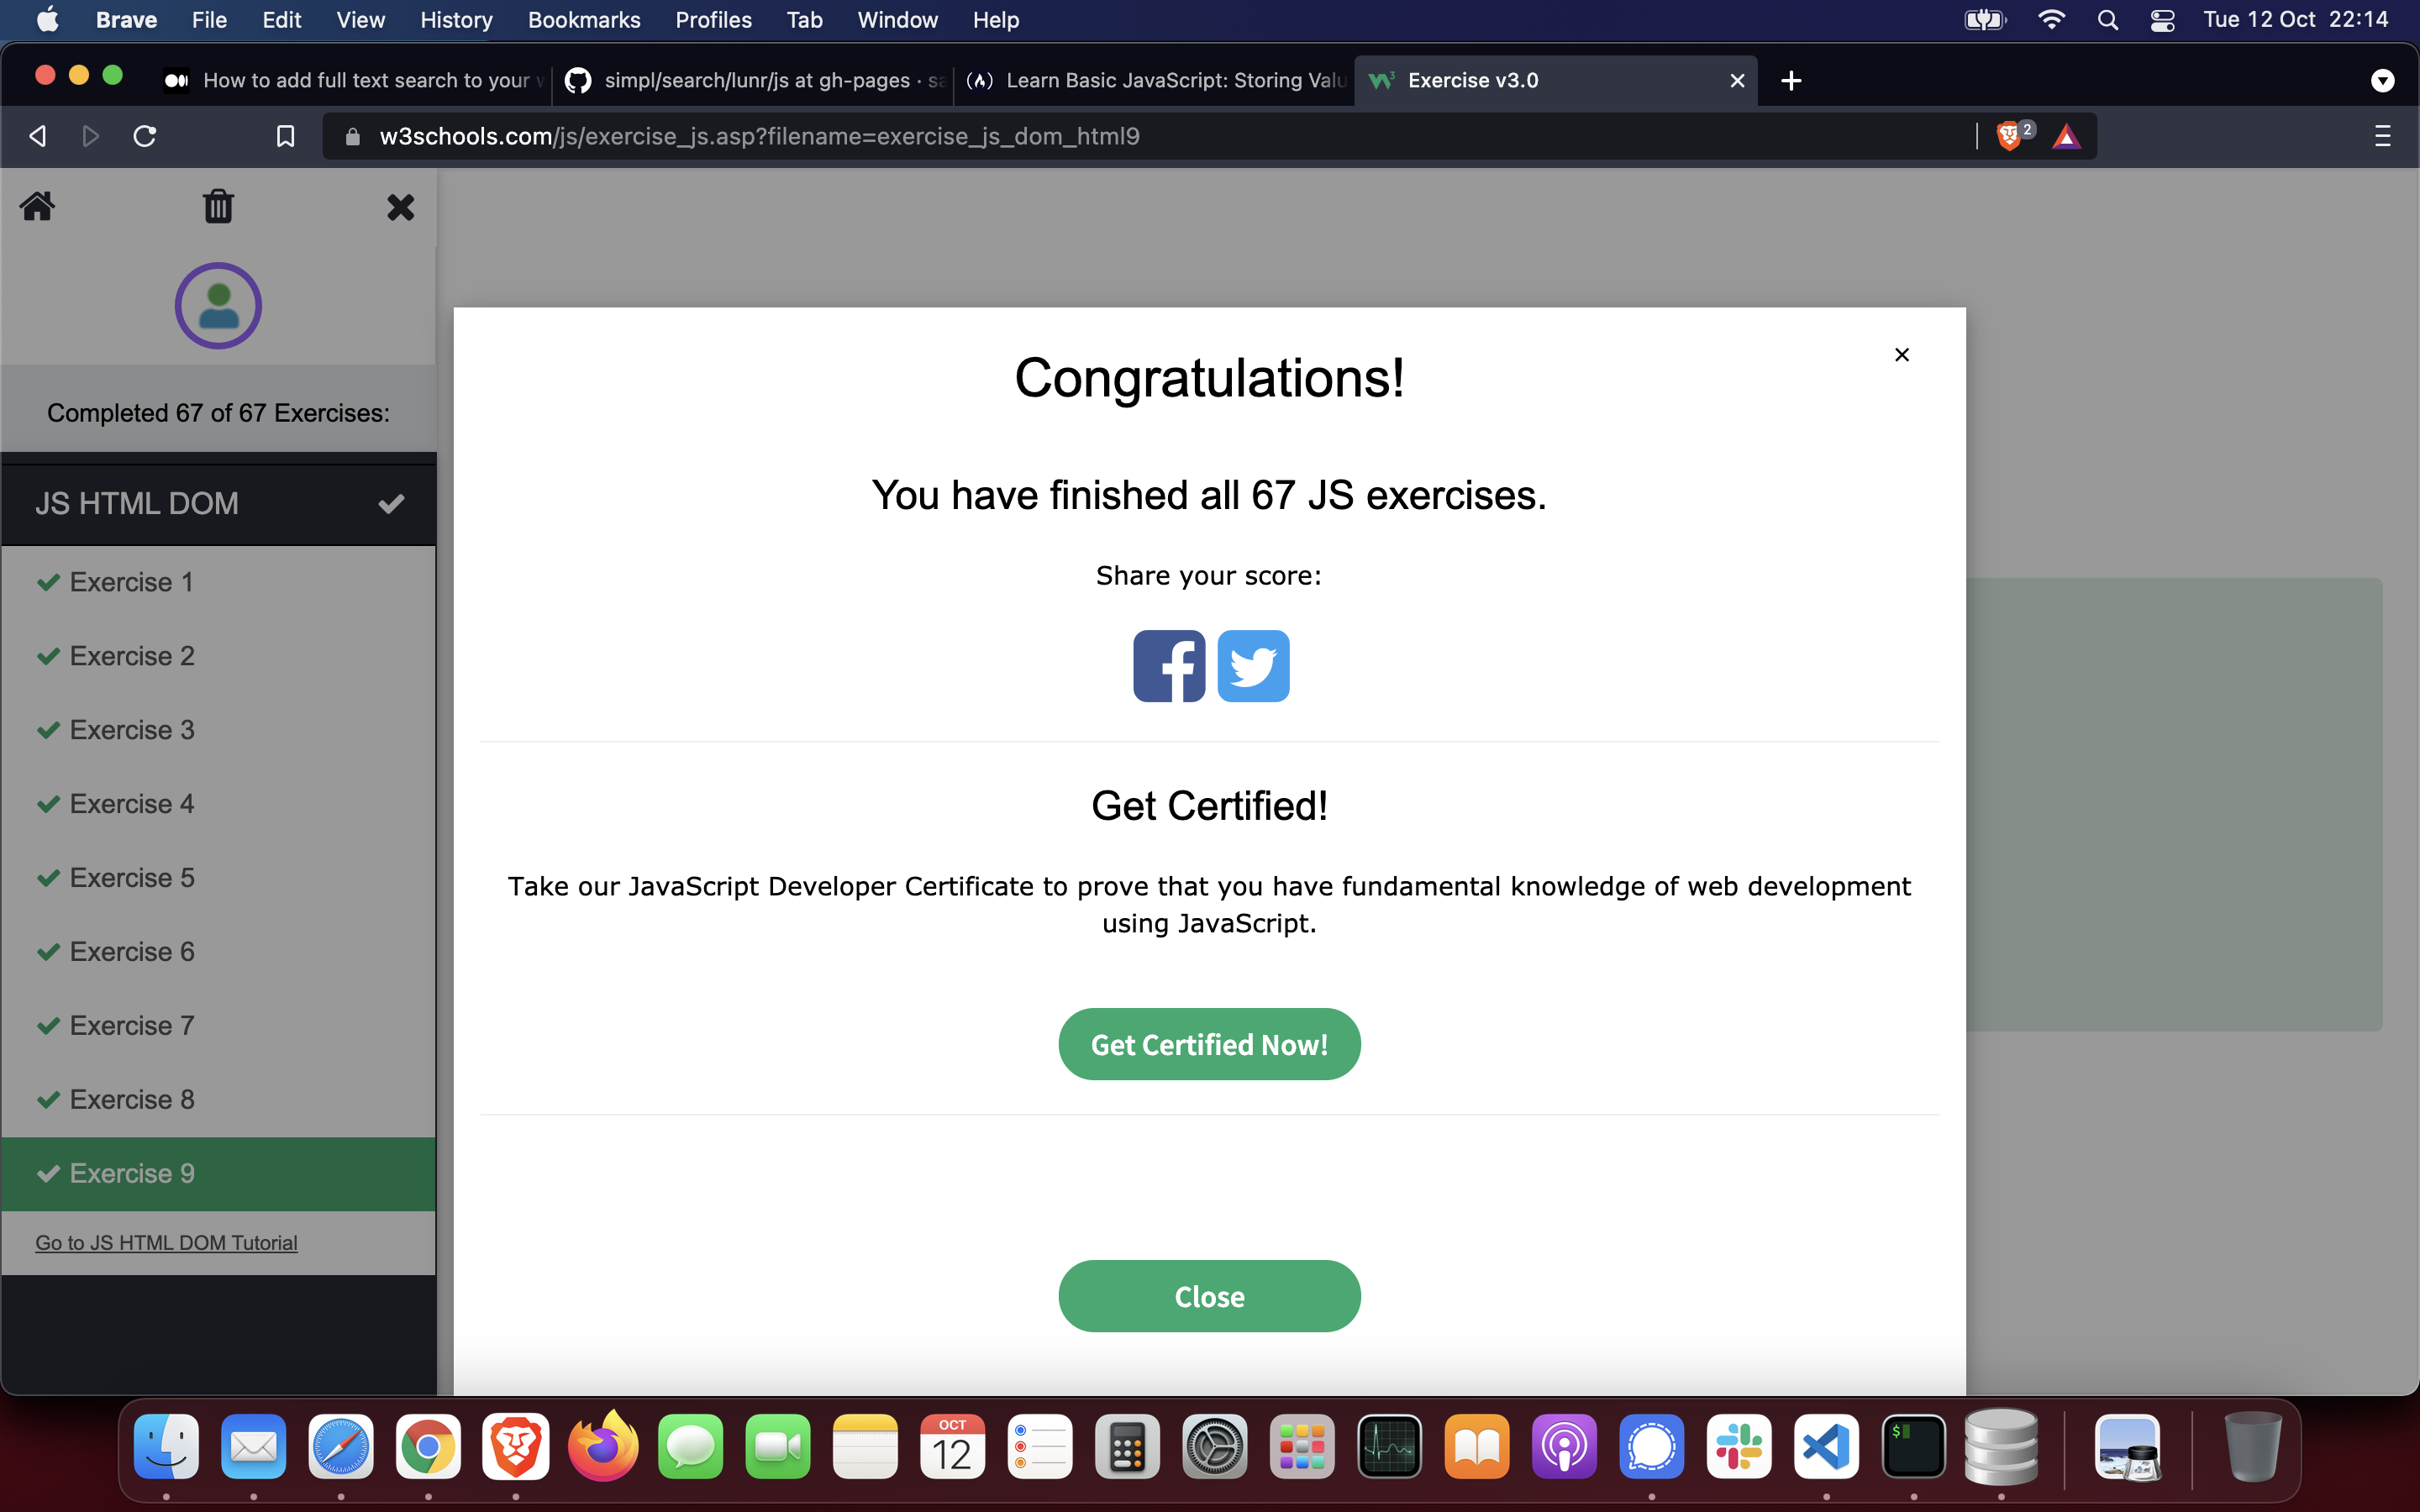 Brave File Edit View History Bookmarks Profiles Tab Window Help Tue 12 Oct 22:14
How to add full text search to your simpl/search/lunr/js at gh-pages · Learn Basic JavaScript: Storing Exercise v3.0
w3schools.com/js/exercise_js.asp?filename=exercise_js_dom_html9 2
Completed 67 of 67 Exercises:
JS HTML DOM
Exercise 1
Exercise 2
Exercise 3
Exercise 4
Exercise 5
Exercise 6
Exercise 7
Exercise 8
Exercise 9
Go to JS HTML DOM Tutorial
Congratulations!
You have finished all 67 JS exercises.
Share your score:
Get Certified!
Take our JavaScript Developer Certificate to prove that you have fundamental knowledge of web development
using JavaScript.
Get Certified Now!
Close
OCT
12
$